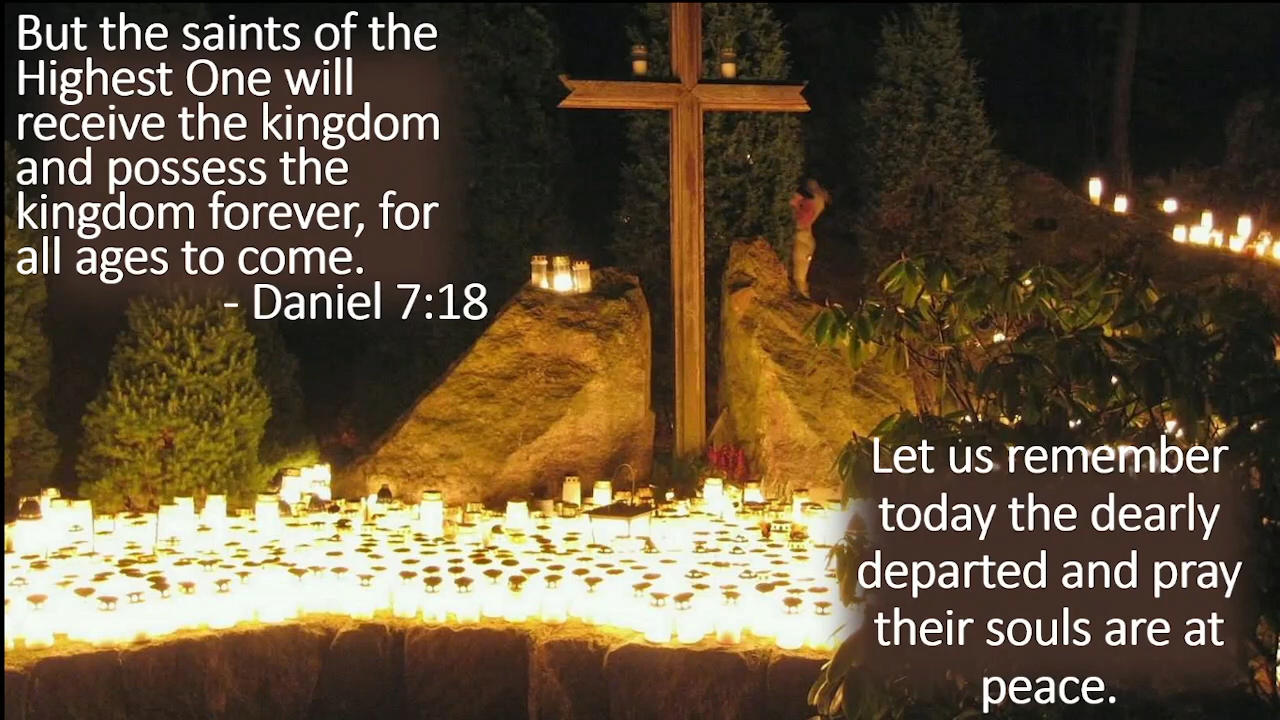 But the saints of the
Highest One will
receive the kingdom
and possess the
kingdom forever, for
all ages to come.
- Daniel 7:18
Let us remember
today the dearly
departed and pray
their souls are at
peace.